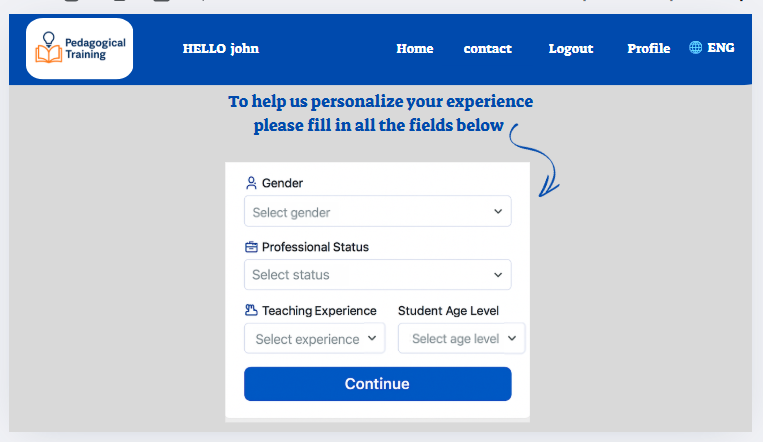 Pedagogical
Training
HELLO john
Home
contact
Logout
Profile
ENG
To help us personalize your experience
please fill in all the fields below
Gender
Select gender
Professional Status
Select status
Teaching Experience
Student Age Level
Select experience
Select age level
Continue